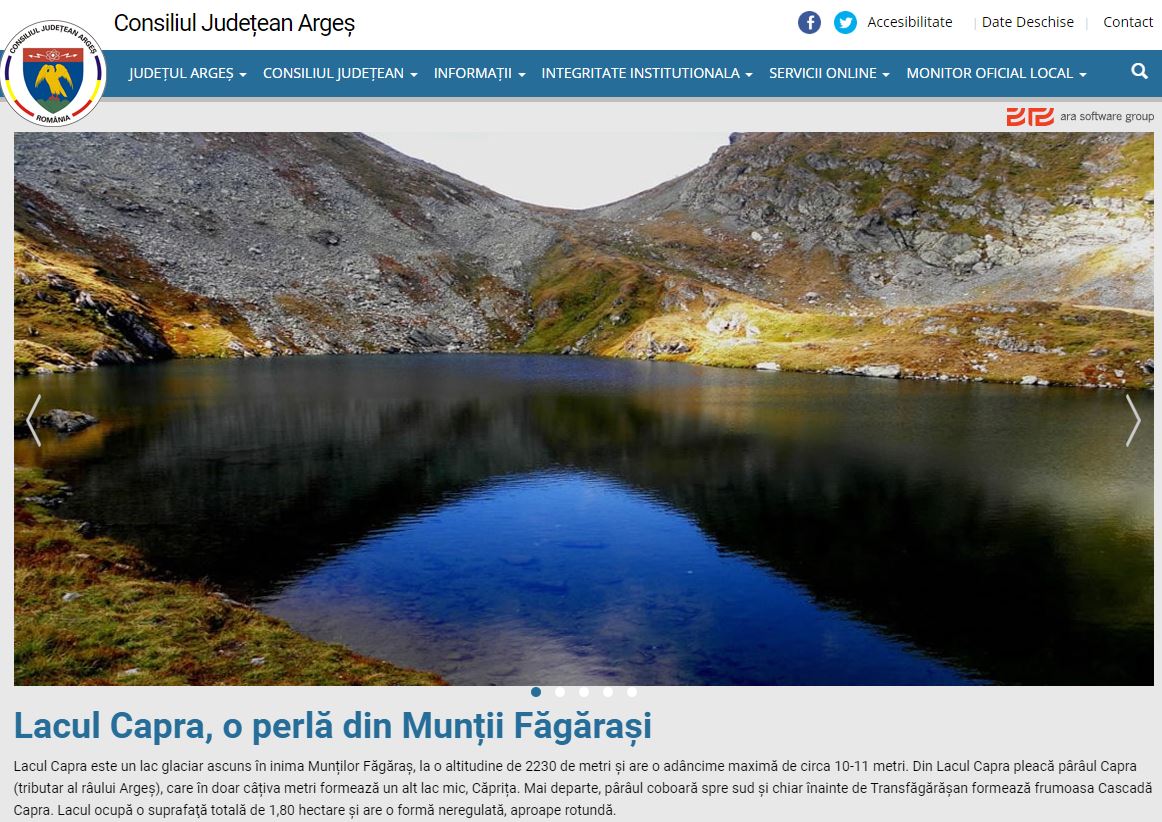 Consiliul Județean Argeș
Accesibilitate | Date Deschise | Contact
CONSILIUL JUDEȚEAN ARGEȘ
ROMÂNIA
JUDEȚUL ARGEȘ CONSILIUL JUDEȚEAN INFORMAȚII INTEGRITATE INSTITUTIONALA SERVICII ONLINE MONITOR OFICIAL LOCAL
ara software group
Lacul Capra, o perlă din Munții Făgărași
Lacul Capra este un lac glaciar ascuns în inima Munților Făgăraș, la o altitudine de 2230 de metri și are o adâncime maximă de circa 10-11 metri. Din Lacul Capra pleacă pârâul Capra
(tributar al râului Argeș), care în doar câțiva metri formează un alt lac mic, Căprița. Mai departe, pârâul coboară spre sud și chiar înainte de Transfăgărășan formează frumoasa Cascadă
Capra. Lacul ocupă o suprafaţă totală de 1,80 hectare și are o formă neregulată, aproape rotundă.